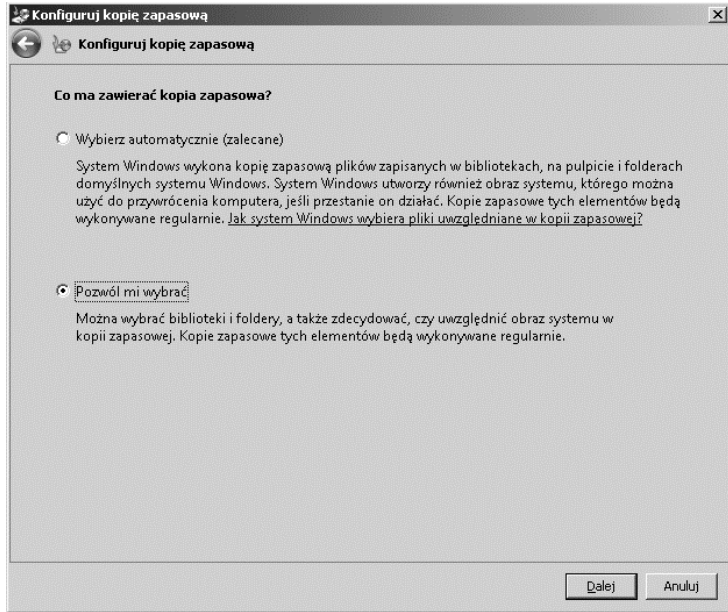 Konfiguruj kopię zapasową
Konfiguruj kopię zapasową
Co ma zawierać kopia zapasowa?
Wybierz automatycznie (zalecane)
System Windows wykona kopię zapasową plików zapisanych w bibliotekach, na pulpicie i folderach
domyślnych systemu Windows. System Windows utworzy również obraz systemu, którego można
użyć do przywrócenia komputera, jeśli przestanie on działać. Kopie zapasowe tych elementów będą
wykonywane regularnie. Jak system Windows wybiera pliki uwzględniane w kopii zapasowej?
Pozwól mi wybrać
Można wybrać biblioteki i foldery, a także zdecydować, czy uwzględnić obraz systemu w
kopii zapasowej. Kopie zapasowe tych elementów będą wykonywane regularnie.
Dalej Anuluj